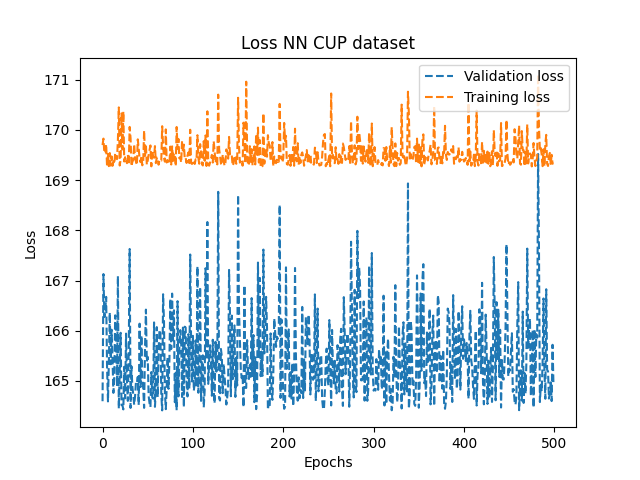 Loss NN CUP dataset
Validation loss
Training loss
171
170
169
168
167
166
165
Loss
0
100
200
300
400
500
Epochs